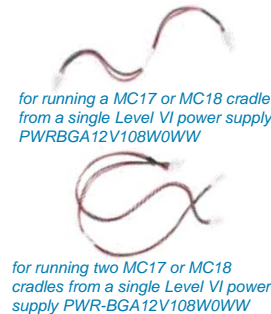 for running a MC17 or MC18 cradle
from a single Level VI power supply
PWRBGA12V108W0WW
for running two MC17 or MC18
cradles from a single Level VI power
supply PWR-BGA12V108W0WW